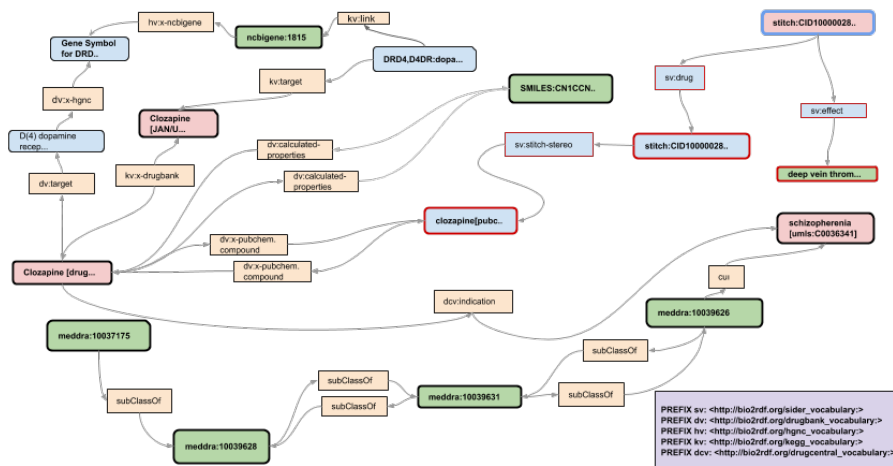 hv:x-ncbigene
kv:link
stitch:CID10000028..
Gene Symbol
for DRD..
ncbigene:1815
DRD4,D4DR:dopa...
kv:target
sv:drug
SMILES:CN1CCN..
dv:x-hgnc
sv:effect
Clozapine
[JAN/U...
D(4) dopamine
recep...
dv:calculated-
properties
sv:stitch-stereo
stitch:CID10000028..
deep vein throm...
dv:target
kv:x-drugbank
dv:calculated-
properties
clozapine[pubc..
schizopherenia
[umls:C0036341]
dv:x-pubchem.
compound
Clozapine [drug...
dv:x-pubchem.
compound
cui
dcv:indication
meddra:10039626
meddra:10037175
subClassOf
subClassOf
subClassOf
meddra:10039631
subClassOf
subClassOf
subClassOf
meddra:10039628
PREFIX sv: <http://bio2rdf.org/sider_vocabulary:>
PREFIX dv: <http://bio2rdf.org/drugbank_vocabulary:>
PREFIX hv: <http://bio2rdf.org/hgnc_vocabulary:>
PREFIX kv: <http://bio2rdf.org/kegg_vocabulary:>
PREFIX dcv: <http://bio2rdf.org/drugcentral_vocabulary:>